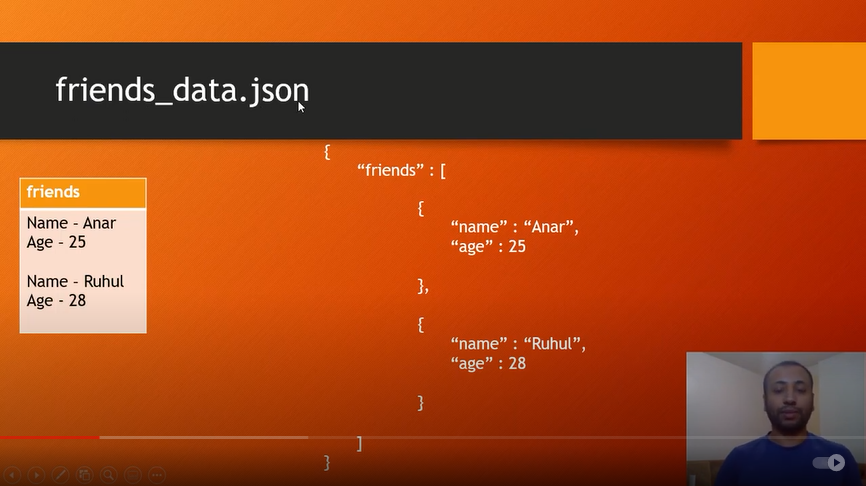 friends_data.json
friends
Name – Anar
Age – 25
Name – Ruhul
Age - 28
{
“friends” : [
{
“name” : “Anar”,
“age” : 25
},
{
“name” : “Ruhul”,
“age” : 28
}
]
}